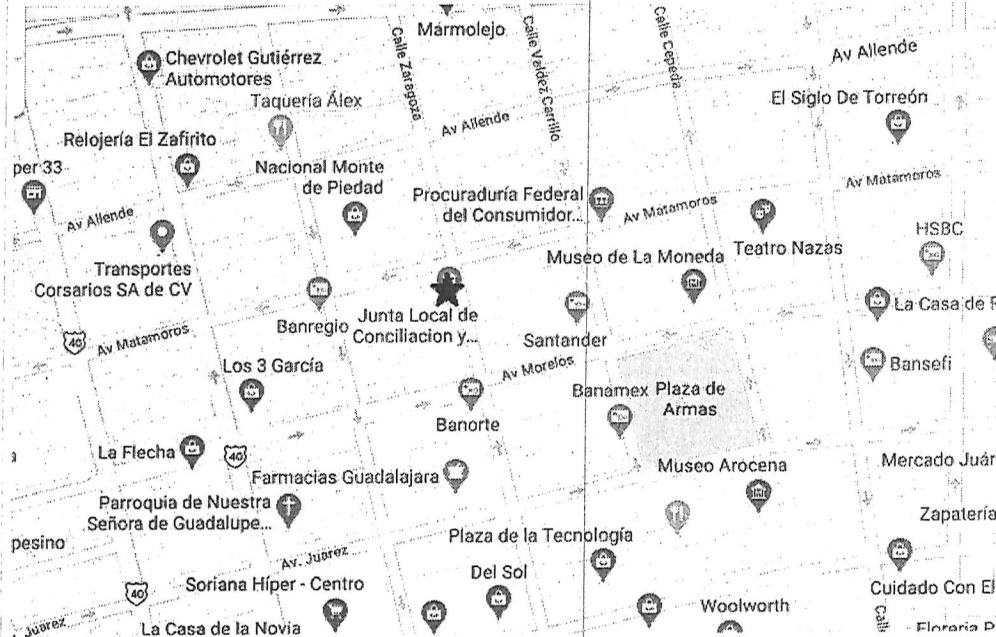 Marmolejo
Calle Zaragoza
Calle Valdez Carrillo
Calle Cepeda
Chevrolet Gutiérrez
Automotores
Av Allende
Taquería Álex
Av Allende
El Siglo De Torreón
Relojería El Zafirito
per 33
Nacional Monte
de Piedad
Procuraduría Federal
del Consumidor...
Av Matamoros
Av Matamoros
Av Allende
Teatro Nazas
HSBC
Transportes
Corsarios SA de CV
Museo de La Moneda
Banregio
Junta Local de
Conciliacion y...
Santander
La Casa de
40
Av Matamoros
Los 3 García
Av Morelos
Banamex
Plaza de
Armas
Bansefi
Banorte
La Flecha
40
Farmacias Guadalajara
Museo Arocena
Mercado Juár
Parroquia de Nuestra
Señora de Guadalupe...
Zapatería
pesino
Av. Juarez
Plaza de la Tecnología
40
Soriana Híper - Centro
Del Sol
Cuidado Con El
Woolworth
Juarez
La Casa de la Novia
Call
Floreria P